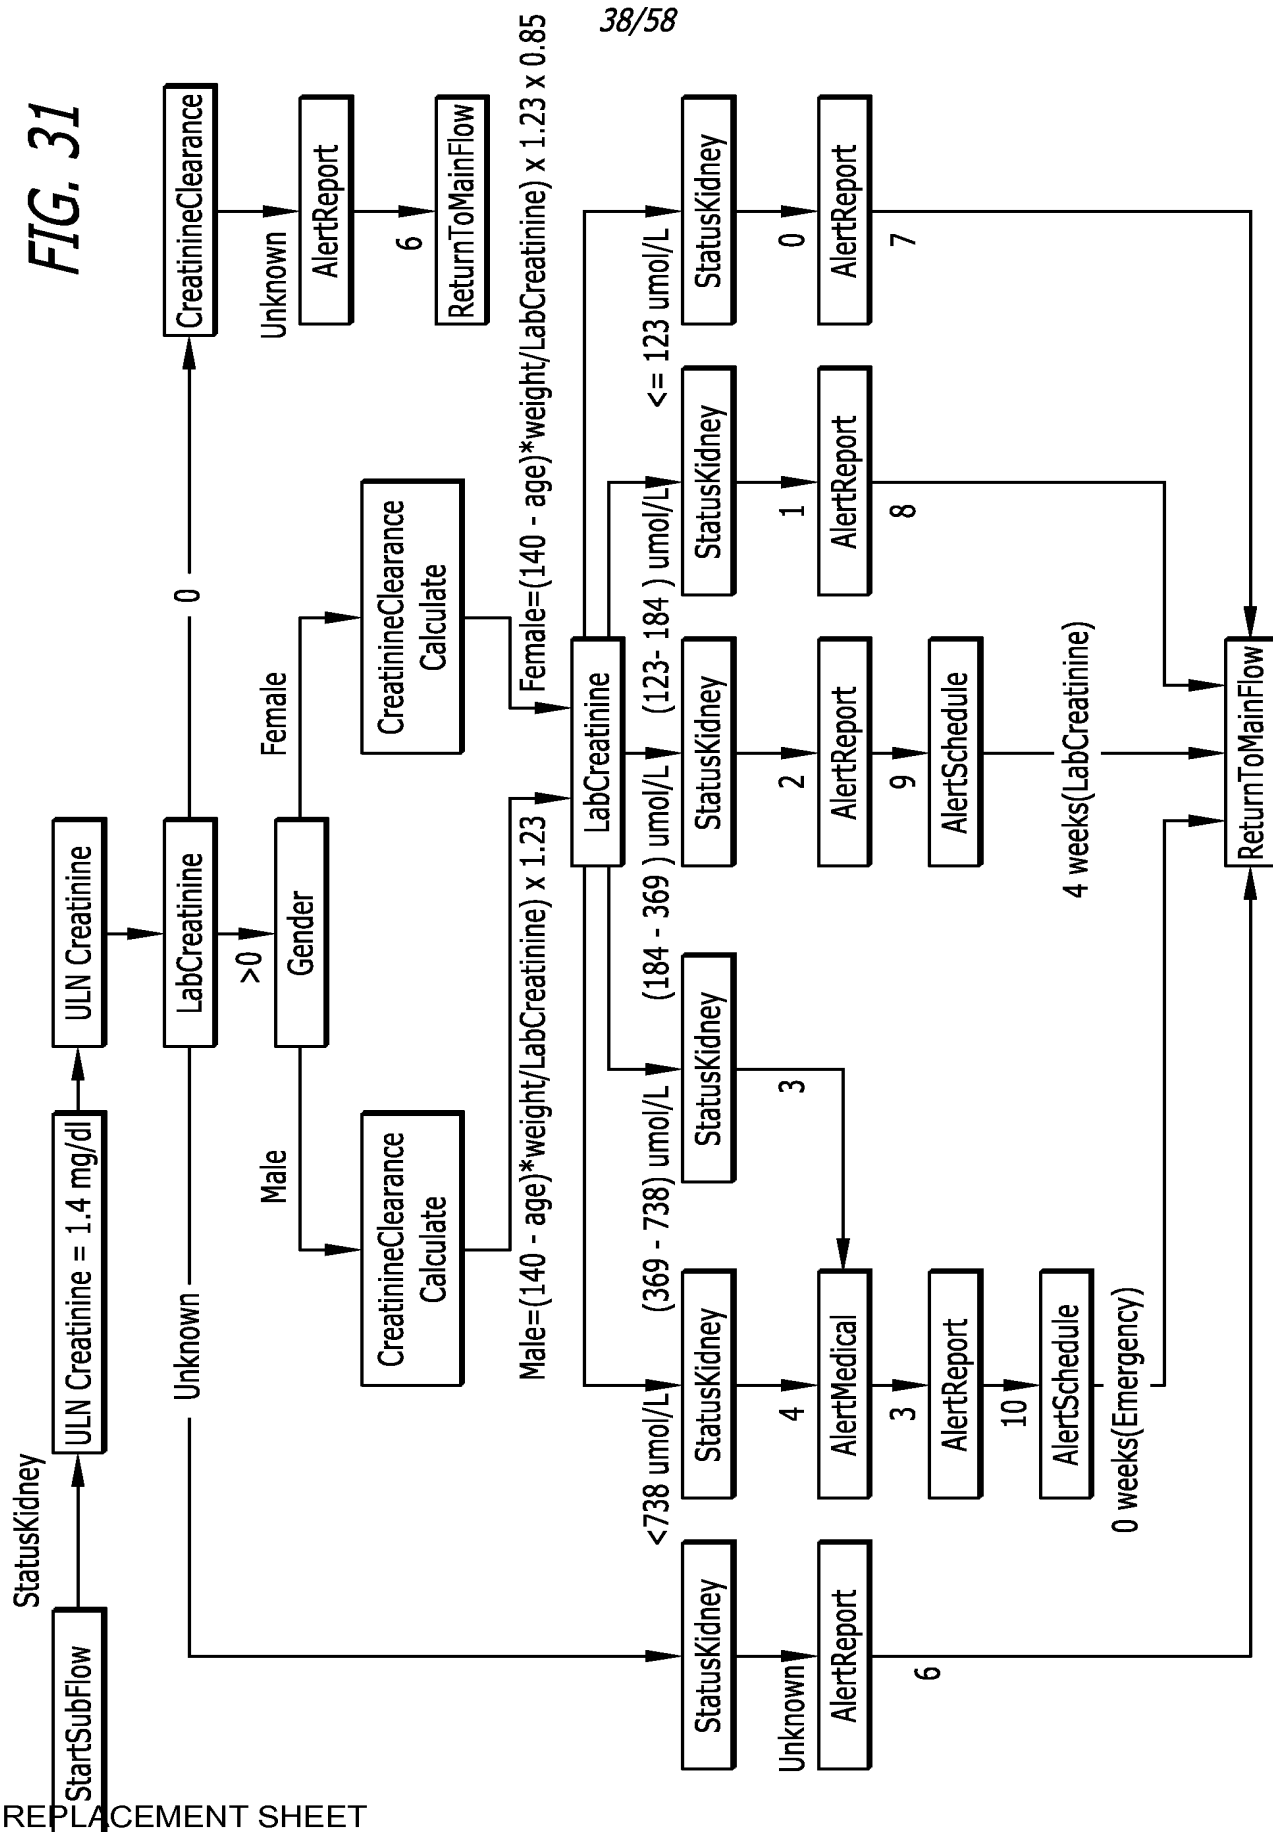 38/58
FIG. 31
StartSubFlow
StatusKidney
ULN Creatinine = 1.4 mg/dl
ULN Creatinine
LabCreatinine
Unknown
0
>0
CreatinineClearance
Unknown
AlertReport
6
ReturnToMainFlow
Gender
Male
Female
CreatinineClearance
Calculate
CreatinineClearance
Calculate
Male=(140 - age)*weight/LabCreatinine) x 1.23
Female=(140 - age)*weight/LabCreatinine) x 1.23 x 0.85
LabCreatinine
<738 umol/L
(369 - 738) umol/L
(184 - 369 ) umol/L
(123- 184 ) umol/L
<= 123 umol/L
StatusKidney
StatusKidney
StatusKidney
StatusKidney
StatusKidney
StatusKidney
Unknown
4
3
2
1
0
AlertReport
AlertMedical
AlertReport
AlertReport
AlertReport
6
3
9
8
7
AlertReport
AlertSchedule
10
AlertSchedule
4 weeks(LabCreatinine)
0 weeks(Emergency)
ReturnToMainFlow
REPLACEMENT SHEET